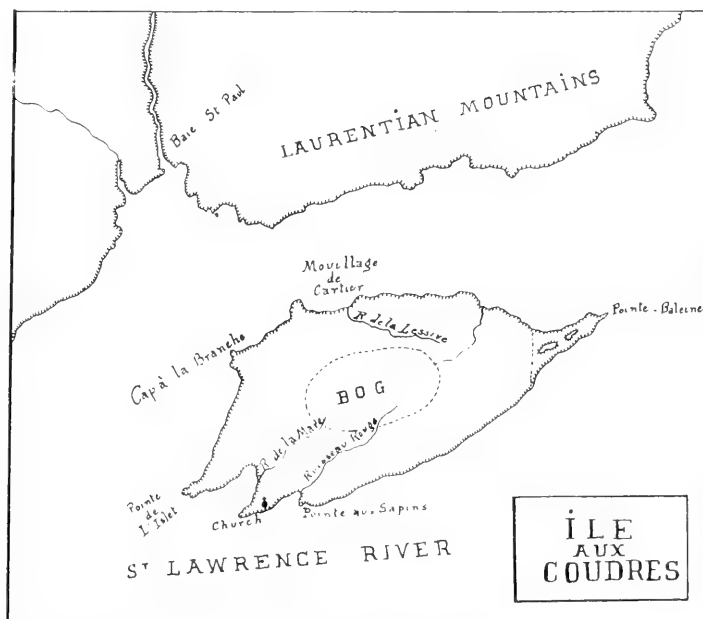 Baie St Paul
LAURENTIAN MOUNTAINS
Mouillage
de
Cartier
R de la Lessive
Pointe-Baleine
Cap à la Branche
BOG
R de la Mare
Ruisseau Rouge
Pointe
de
L'Islet
Church
Pointe aux Sapins
ST LAWRENCE RIVER
ÎLE
AUX
COUDRES